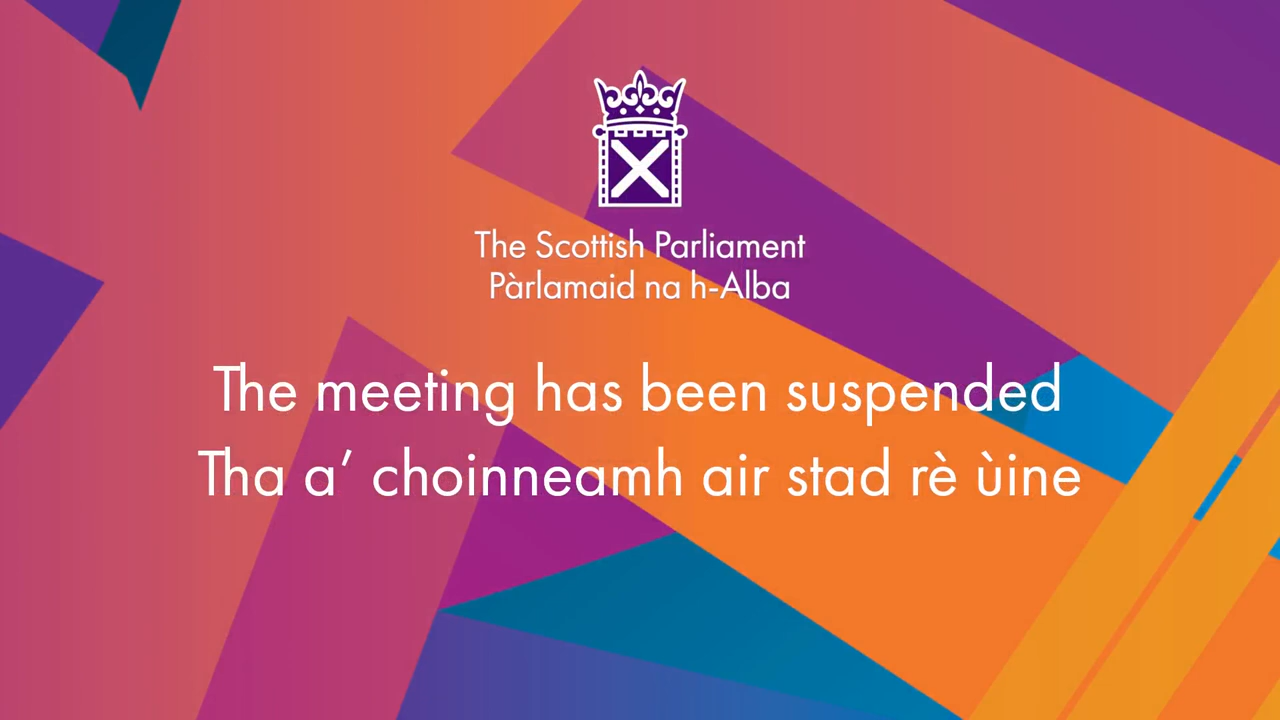 The Scottish Parliament
Pàrlamaid na h-Alba
The meeting has been suspended
Tha a’ choinneamh air stad rè ùine